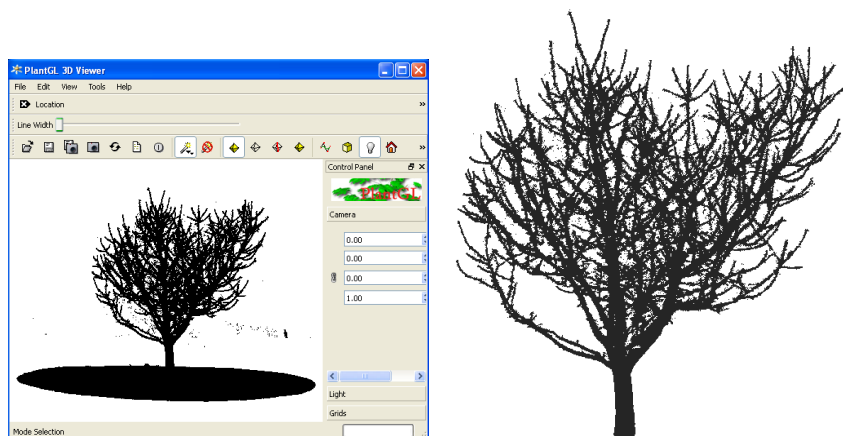 PlantGL 3D Viewer
File Edit View Tools Help
Location »
Line Width
»
Control Panel
PlantGL
Camera
0.00
0.00
0.00
1.00
Light
Grids
Mode Selection